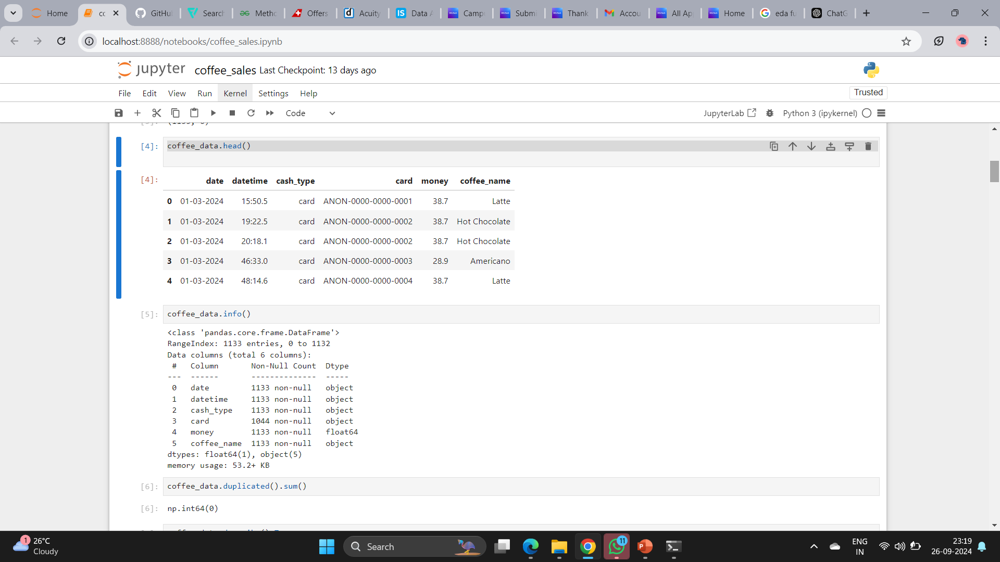 Home
GitHu
Search
Metho
Offers
Acuity
Data A
Camp
Submi
Thank
Accou
All Ap
Home
eda fu
ChatG
localhost:8888/notebooks/coffee_sales.ipynb
jupyter coffee_sales Last Checkpoint: 13 days ago
File Edit View Run Kernel Settings Help
Trusted
Code
JupyterLab
Python 3 (ipykernel)
[4]: coffee_data.head()
[4]: date datetime cash_type card money coffee_name
0 01-03-2024 15:50.5 card ANON-0000-0000-0001 38.7 Latte
1 01-03-2024 19:22.5 card ANON-0000-0000-0002 38.7 Hot Chocolate
2 01-03-2024 20:18.1 card ANON-0000-0000-0002 38.7 Hot Chocolate
3 01-03-2024 46:33.0 card ANON-0000-0000-0003 28.9 Americano
4 01-03-2024 48:14.6 card ANON-0000-0000-0004 38.7 Latte
[5]: coffee_data.info()
<class 'pandas.core.frame.DataFrame'>
RangeIndex: 1133 entries, 0 to 1132
Data columns (total 6 columns):
# Column Non-Null Count Dtype
--- ------ -------------- -----
0 date 1133 non-null object
1 datetime 1133 non-null object
2 cash_type 1133 non-null object
3 card 1044 non-null object
4 money 1133 non-null float64
5 coffee_name 1133 non-null object
dtypes: float64(1), object(5)
memory usage: 53.2+ KB
[6]: coffee_data.duplicated().sum()
[6]: np.int64(0)
1
26°C
Cloudy
Search
11
ENG
IN
23:19
26-09-2024